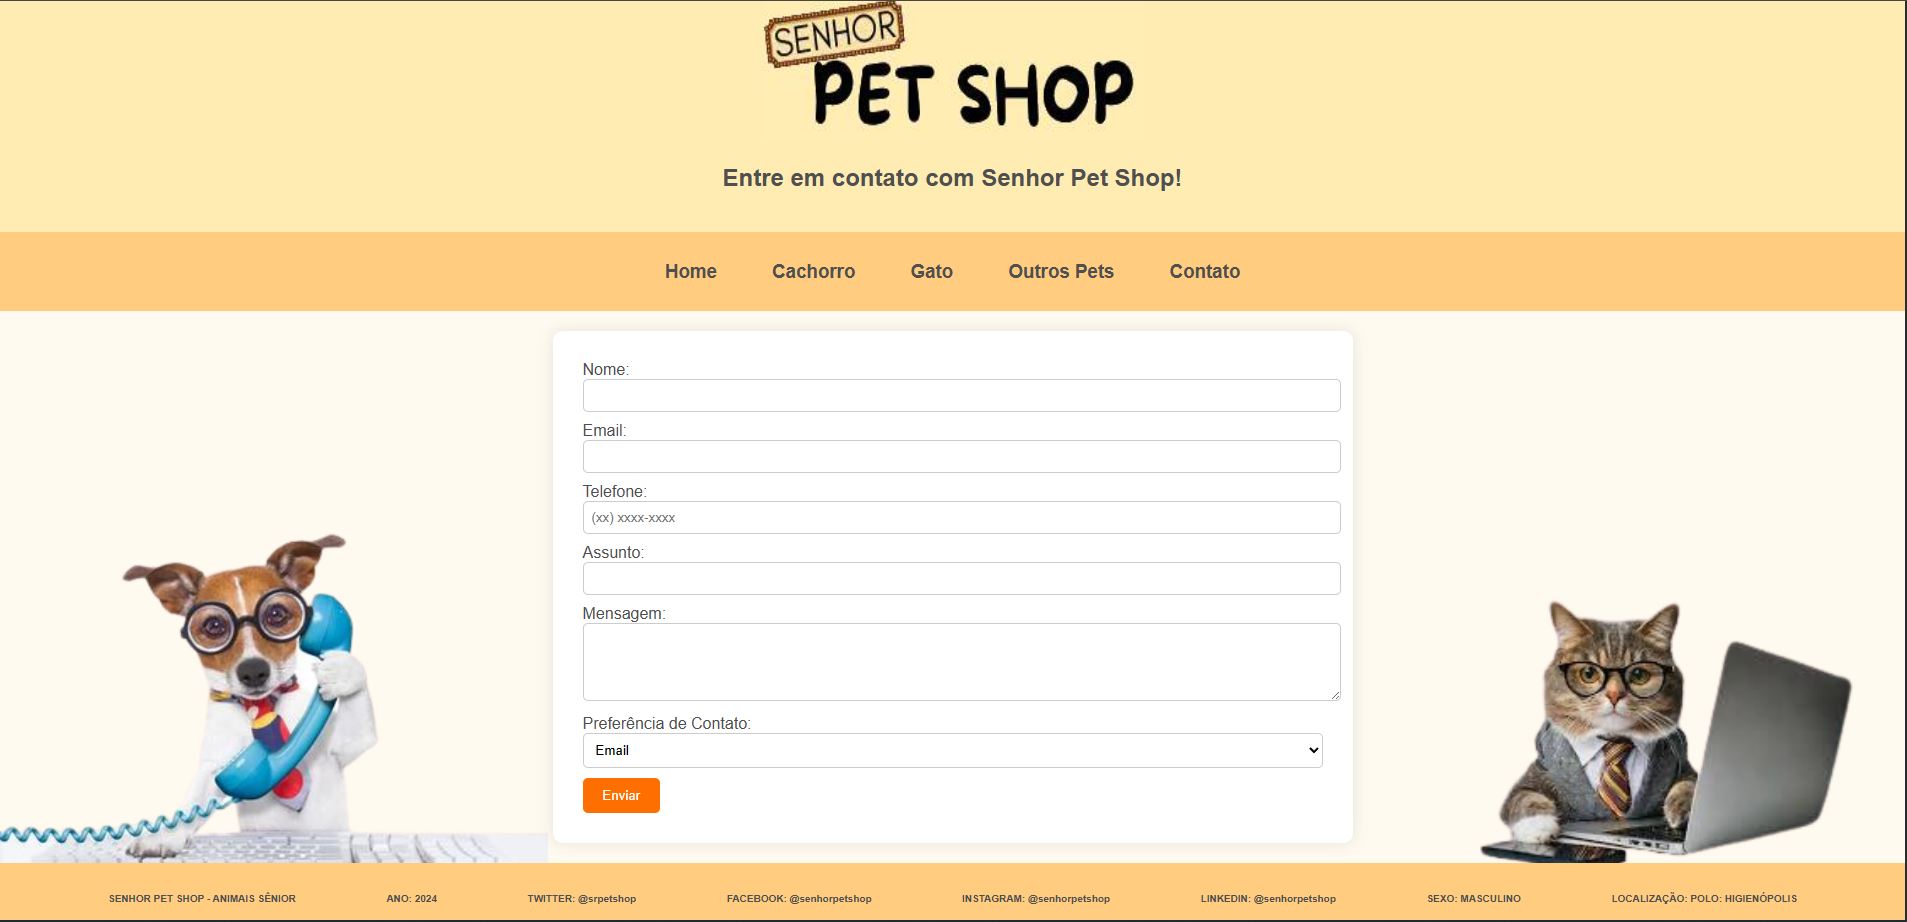 SENHOR
PET SHOP
Entre em contato com Senhor Pet Shop!
Home Cachorro Gato Outros Pets Contato
Nome:
Email:
Telefone:
(xx) xxxx-xxxx
Assunto:
Mensagem:
Preferência de Contato:
Email
Enviar
SENHOR PET SHOP - ANIMAIS SÊNIOR ANO: 2024 TWITTER: @srpetshop FACEBOOK: @senhorpetshop INSTAGRAM: @senhorpetshop LINKEDIN: @senhorpetshop SEXO: MASCULINO LOCALIZAÇÃO: POLO: HIGIENÓPOLIS